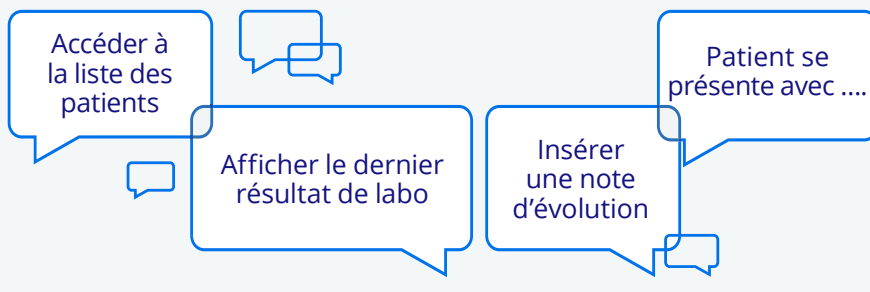 Accéder à
la liste des
patients
Afficher le dernier
résultat de labo
Insérer
une note
d’évolution
Patient se
présente avec ....